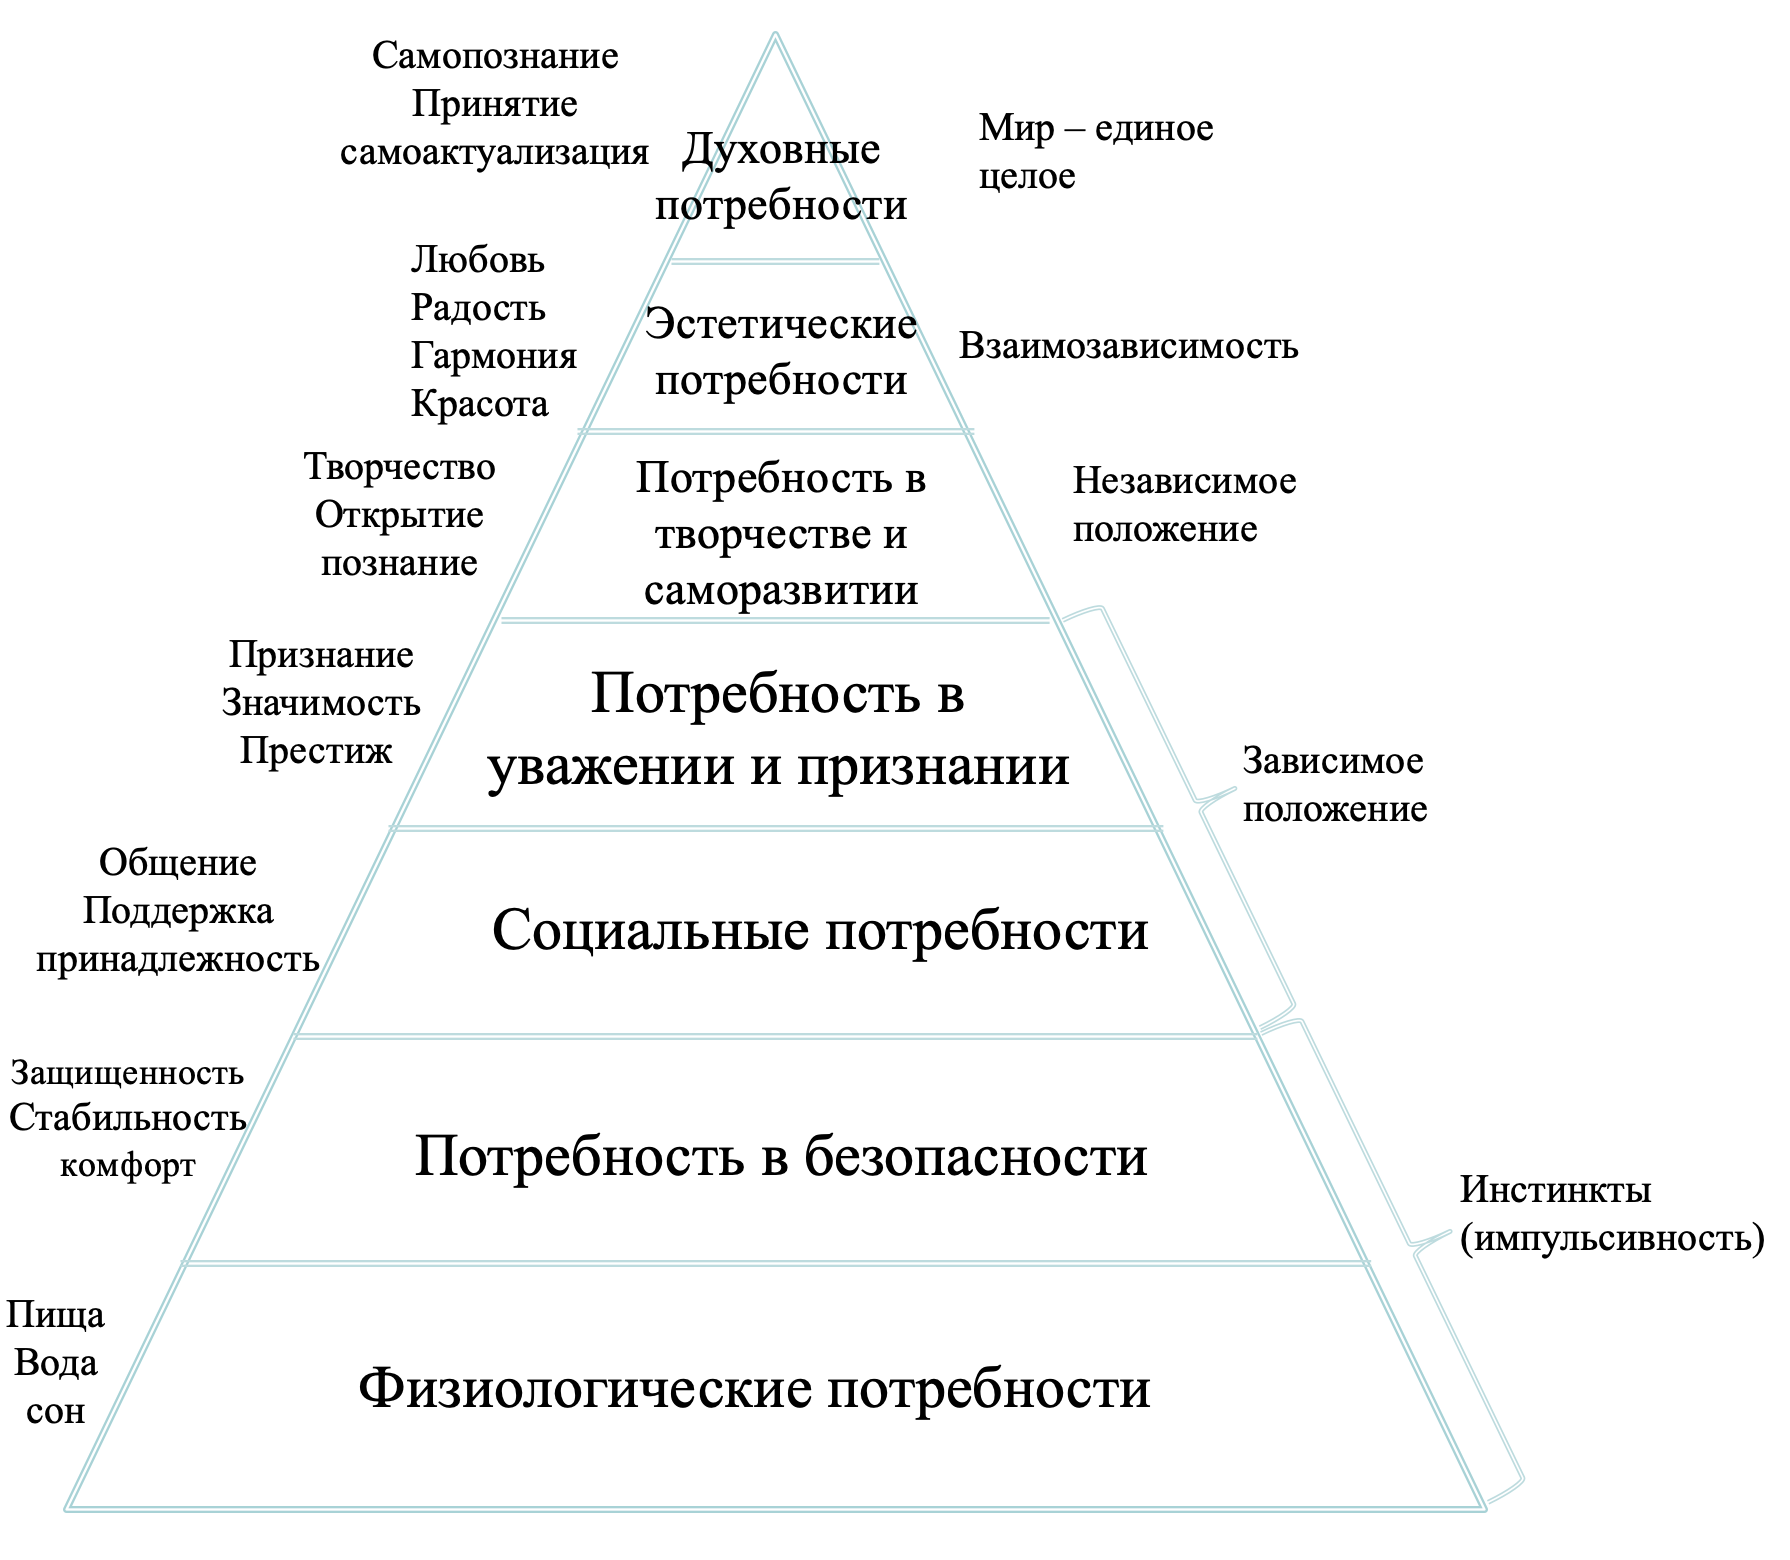 Самопознание
Принятие
самоактуализация
Духовные
потребности
Мир – единое
целое
Любовь
Радость
Гармония
Красота
Эстетические
потребности
Взаимозависимость
Творчество
Открытие
познание
Потребность в
творчестве и
саморазвитии
Независимое
положение
Признание
Значимость
Престиж
Потребность в
уважении и признании
Зависимое
положение
Общение
Поддержка
принадлежность
Социальные потребности
Защищенность
Стабильность
комфорт
Потребность в безопасности
Инстинкты
(импульсивность)
Пища
Вода
сон
Физиологические потребности